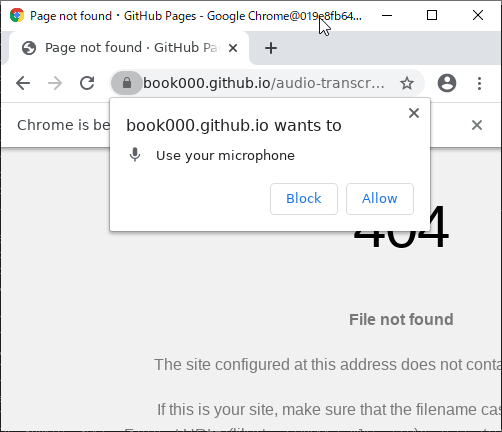 Page not found · GitHub Pages - Google Chrome@019e8fb64...
Page not found · GitHub Pa
book000.github.io/audio-transcr...
Chrome is be
book000.github.io wants to
Use your microphone
Block
Allow
404
File not found
The site configured at this address does not conta
If this is your site, make sure that the filename cas